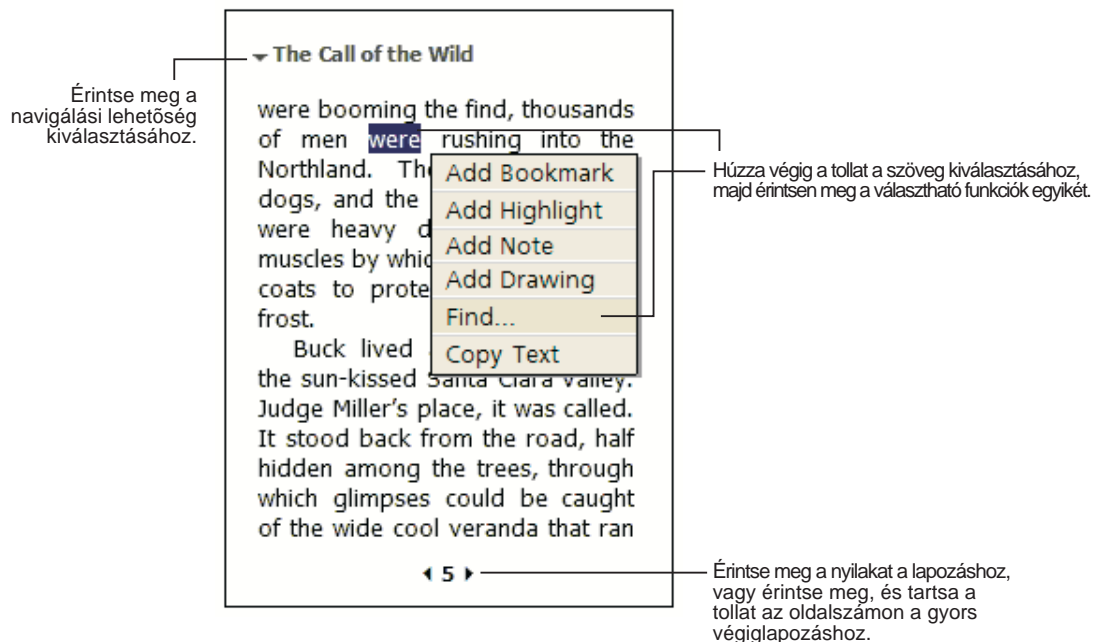 The Call of the Wild
Érintse meg a
navigálási lehetõség
kiválasztásához.
were booming the find, thousands
of men were rushing into the
Northland. The
dogs, and the
were heavy d
muscles by whic
coats to prote
frost.
Buck lived
the sun-kissed Santa Clara valley.
Judge Miller's place, it was called.
It stood back from the road, half
hidden among the trees, through
which glimpses could be caught
of the wide cool veranda that ran
Add Bookmark
Add Highlight
Add Note
Add Drawing
Find...
Copy Text
Húzza végig a tollat a szöveg kiválasztásához,
majd érintsen meg a választható funkciók egyikét.
5
Érintse meg a nyilakat a lapozáshoz,
vagy érintse meg, és tartsa a
tollat az oldalszámon a gyors
végiglapozáshoz.